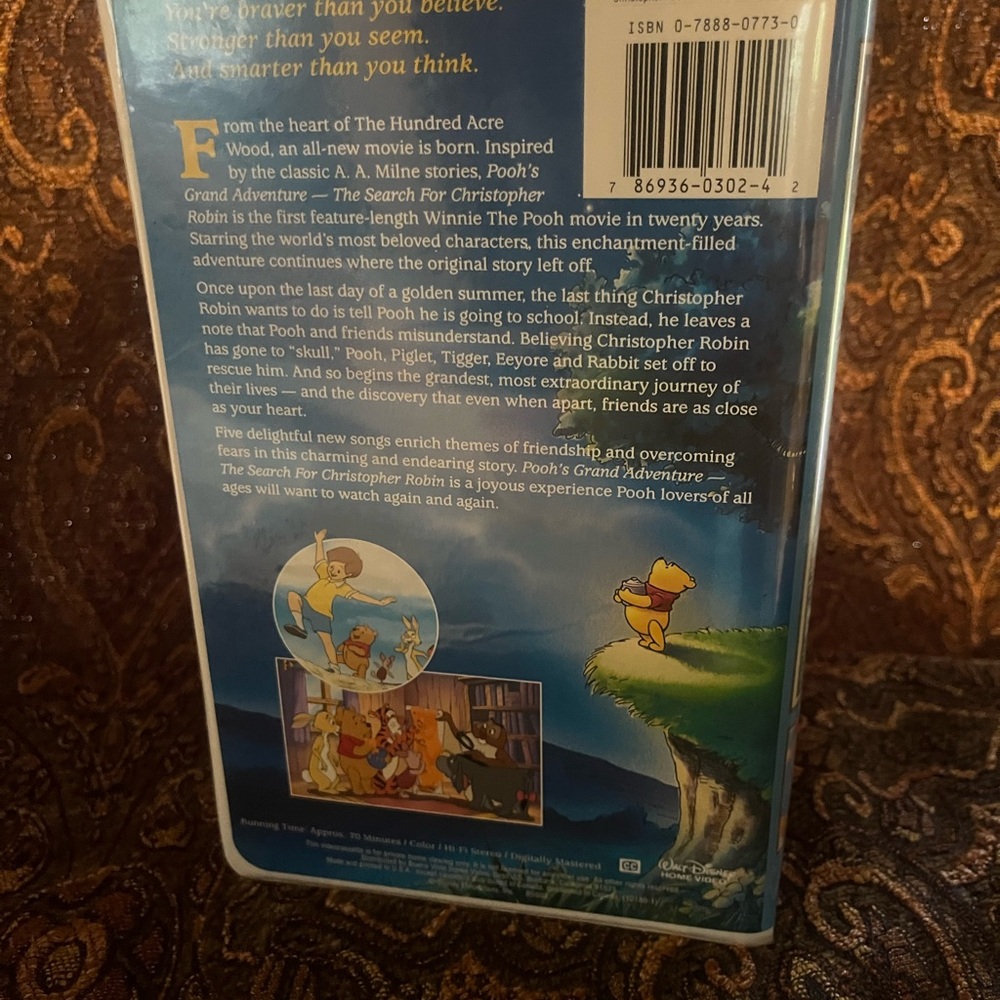 You're braver than you believe.
Stronger than you seem.
And smarter than you think.
ISBN 0-7888-0773-0
7 86936-0302-4 2
From the heart of The Hundred Acre
Wood, an all-new movie is born. Inspired
by the classic A. A. Milne stories, Pooh's
Grand Adventure — The Search For Christopher
Robin is the first feature-length Winnie The Pooh movie in twenty years.
Starring the world's most beloved characters, this enchantment-filled
adventure continues where the original story left off.
Once upon the last day of a golden summer, the last thing Christopher
Robin wants to do is tell Pooh he is going to school. Instead, he leaves a
note that Pooh and friends misunderstand. Believing Christopher Robin
has gone to "skull," Pooh, Piglet, Tigger, Eeyore and Rabbit set off to
rescue him. And so begins the grandest, most extraordinary journey of
their lives — and the discovery that even when apart, friends are as close
as your heart.
Five delightful new songs enrich themes of friendship and overcoming
fears in this charming and endearing story. Pooh's Grand Adventure —
The Search For Christopher Robin is a joyous experience Pooh lovers of all
ages will want to watch again and again.
Running Time: Approx. 70 Minutes / Color / Hi-Fi Stereo / Digitally Mastered
CC
Walt Disney
HOME VIDEO